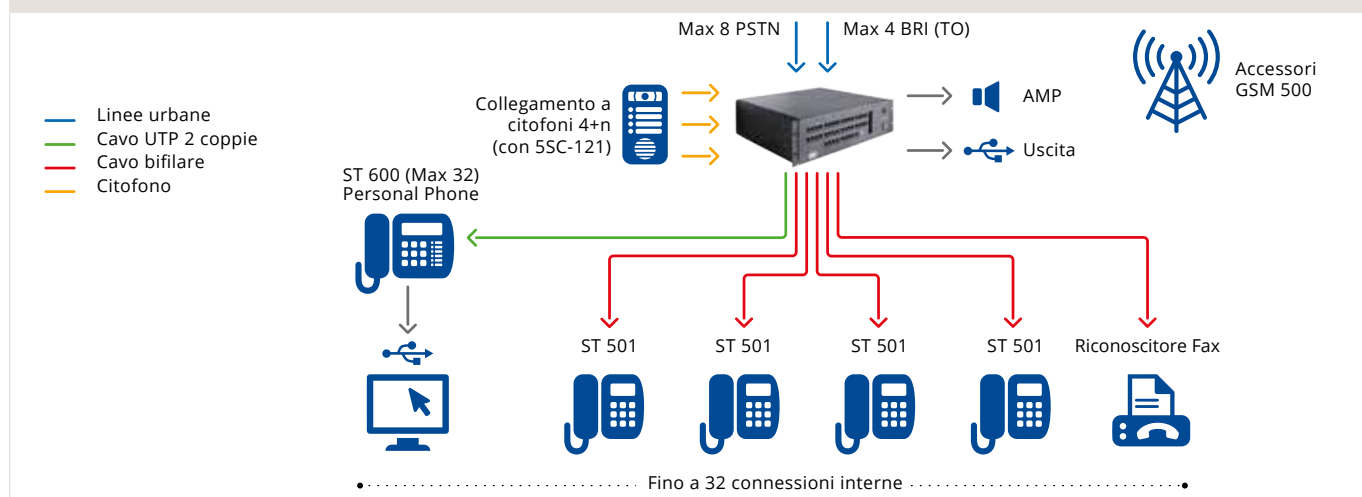 Max 8 PSTN
Max 4 BRI (TO)
Linee urbane
Cavo UTP 2 coppie
Cavo bifilare
Citofono
Collegamento a
citofoni 4+n
(con 5SC-121)
AMP
Uscita
Accessori
GSM 500
ST 600 (Max 32)
Personal Phone
ST 501
ST 501
ST 501
ST 501
Riconoscitore Fax
Fino a 32 connessioni interne